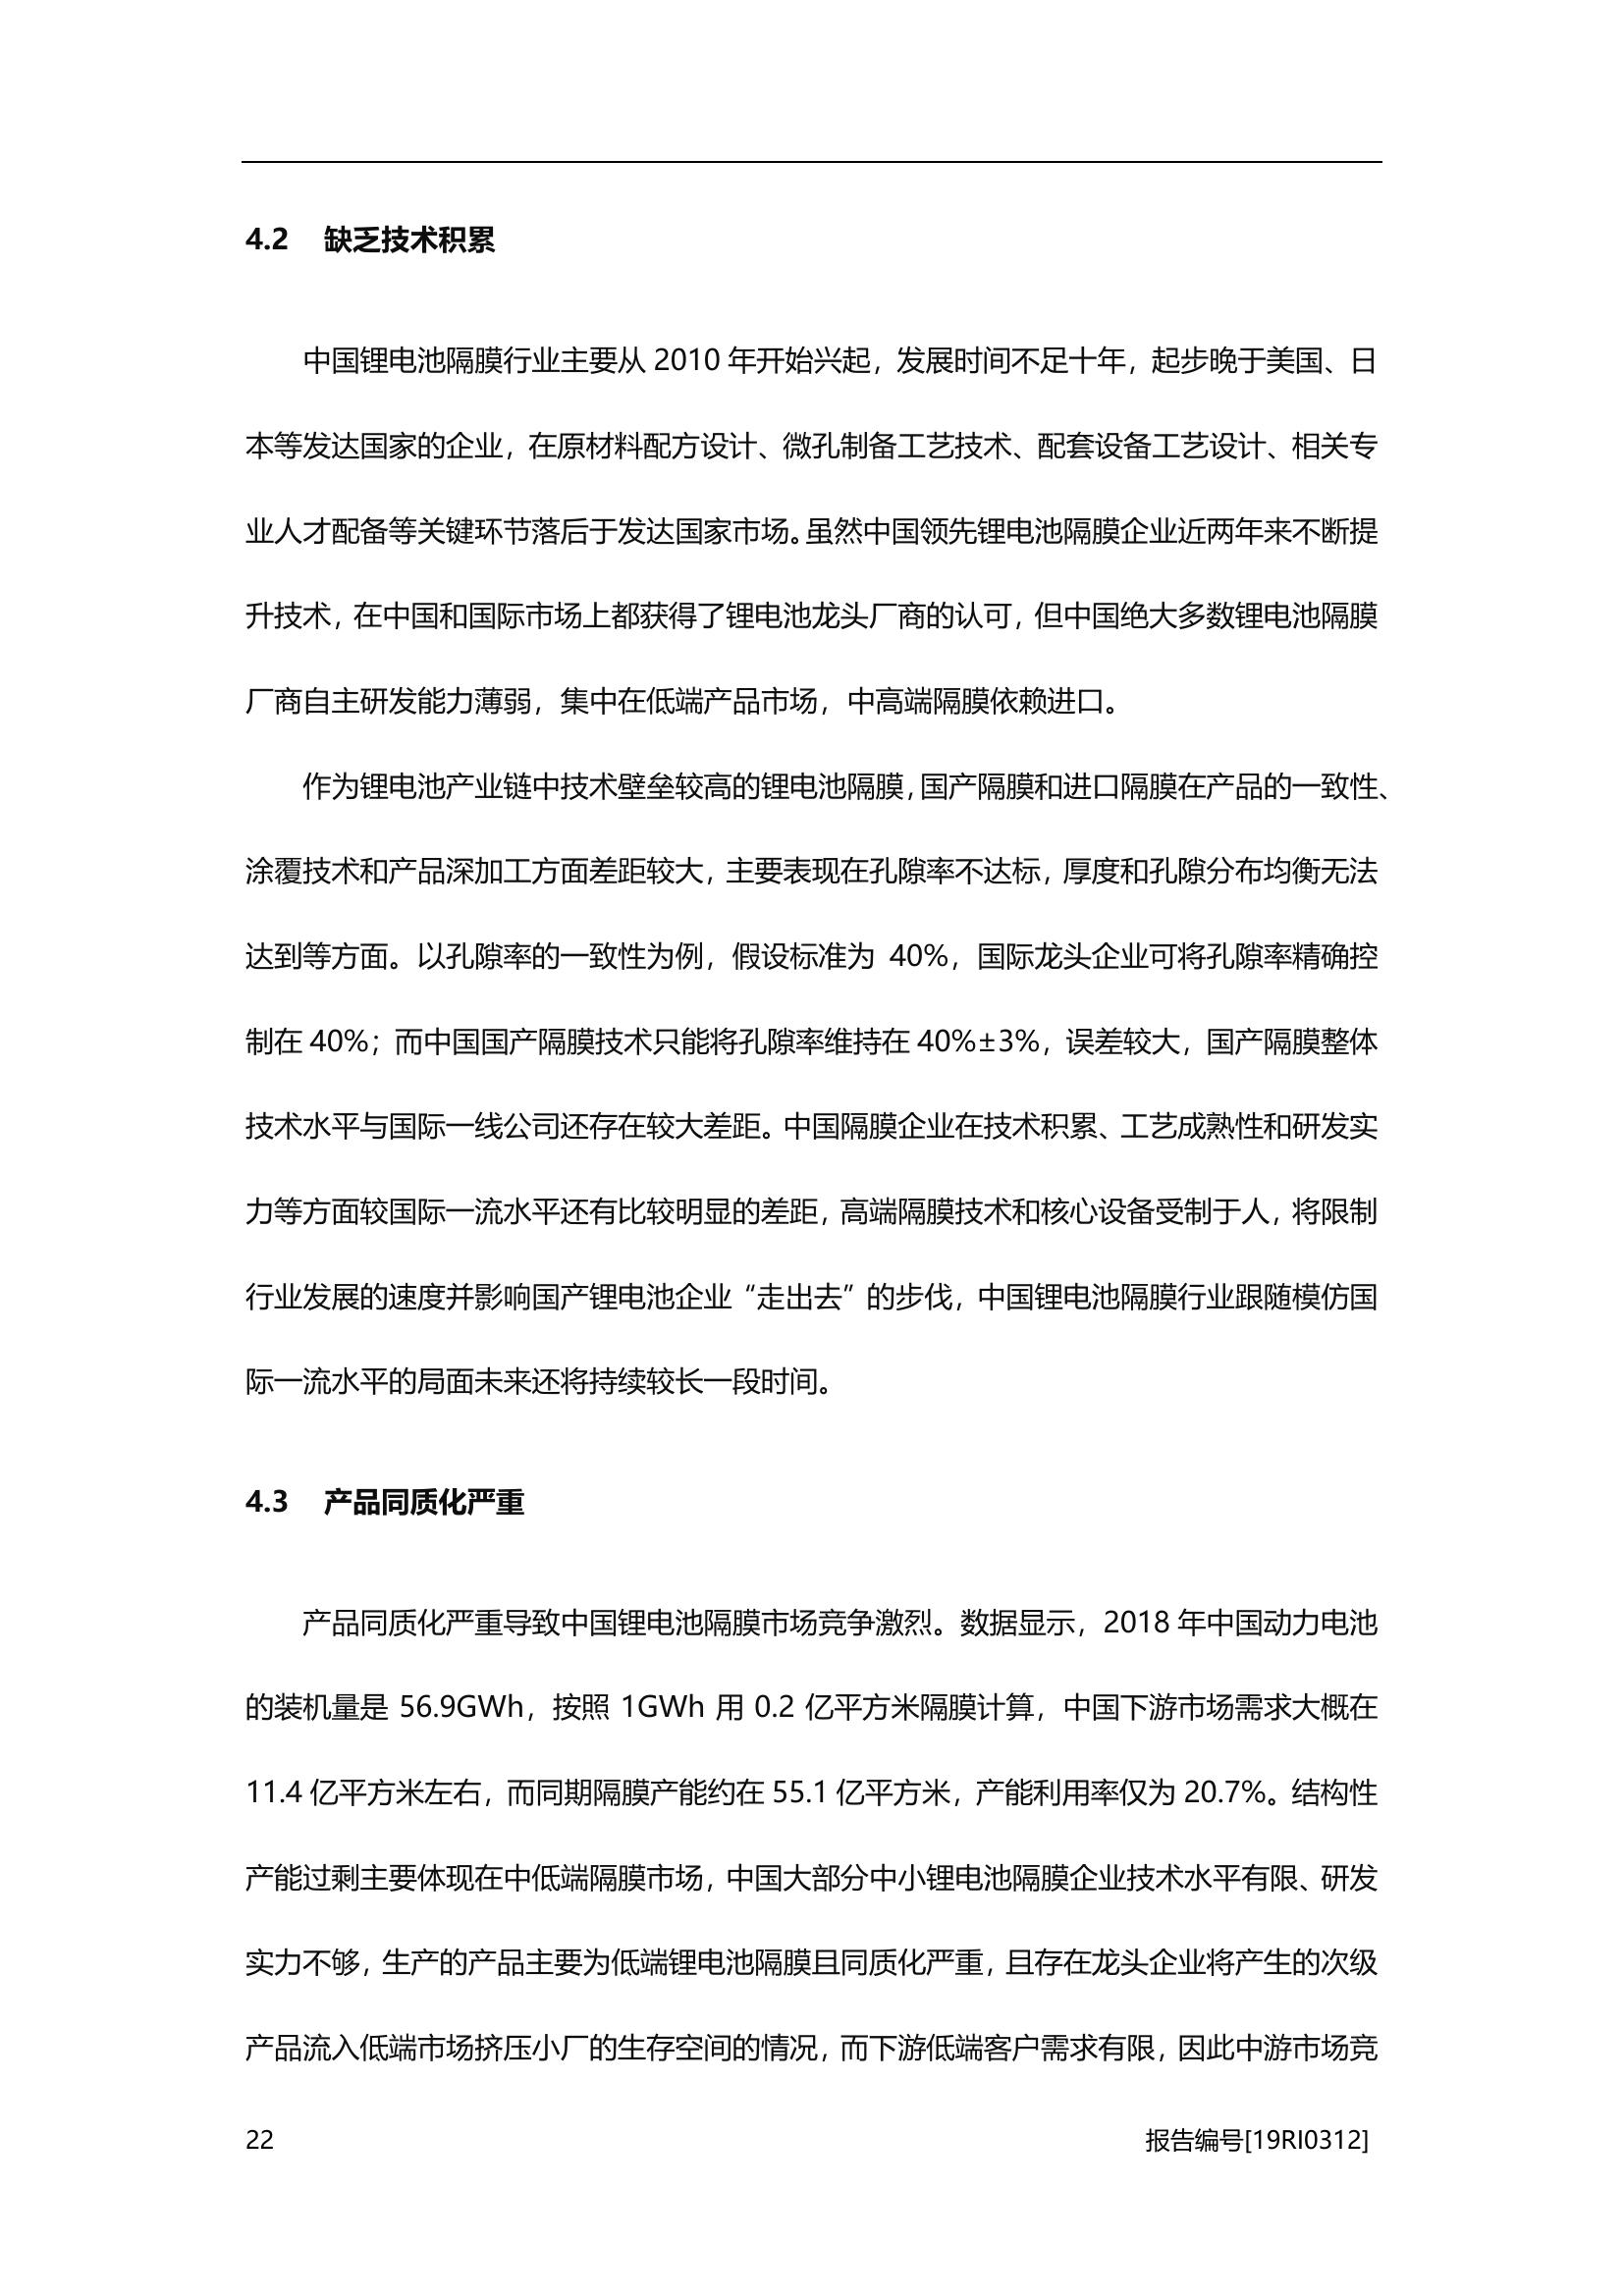 4.2 缺乏技术积累
中国锂电池隔膜行业主要从 2010 年开始兴起，发展时间不足十年，起步晚于美国、日
本等发达国家的企业，在原材料配方设计、微孔制备工艺技术、配套设备工艺设计、相关专
业人才配备等关键环节落后于发达国家市场。虽然中国领先锂电池隔膜企业近两年来不断提
升技术，在中国和国际市场上都获得了锂电池龙头厂商的认可，但中国绝大多数锂电池隔膜
厂商自主研发能力薄弱，集中在低端产品市场，中高端隔膜依赖进口。
作为锂电池产业链中技术壁垒较高的锂电池隔膜，国产隔膜和进口隔膜在产品的一致性、
涂覆技术和产品深加工方面差距较大，主要表现在孔隙率不达标，厚度和孔隙分布均衡无法
达到等方面。以孔隙率的一致性为例，假设标准为 40%，国际龙头企业可将孔隙率精确控
制在 40%；而中国国产隔膜技术只能将孔隙率维持在 40%±3%，误差较大，国产隔膜整体
技术水平与国际一线公司还存在较大差距。中国隔膜企业在技术积累、工艺成熟性和研发实
力等方面较国际一流水平还有比较明显的差距，高端隔膜技术和核心设备受制于人，将限制
行业发展的速度并影响国产锂电池企业“走出去”的步伐，中国锂电池隔膜行业跟随模仿国
际一流水平的局面未来还将持续较长一段时间。
4.3 产品同质化严重
产品同质化严重导致中国锂电池隔膜市场竞争激烈。数据显示，2018 年中国动力电池
的装机量是 56.9GWh，按照 1GWh 用 0.2 亿平方米隔膜计算，中国下游市场需求大概在
11.4 亿平方米左右，而同期隔膜产能约在 55.1 亿平方米，产能利用率仅为 20.7%。结构性
产能过剩主要体现在中低端隔膜市场，中国大部分中小锂电池隔膜企业技术水平有限、研发
实力不够，生产的产品主要为低端锂电池隔膜且同质化严重，且存在龙头企业将产生的次级
产品流入低端市场挤压小厂的生存空间的情况，而下游低端客户需求有限，因此中游市场竞
22 报告编号[19RI0312]